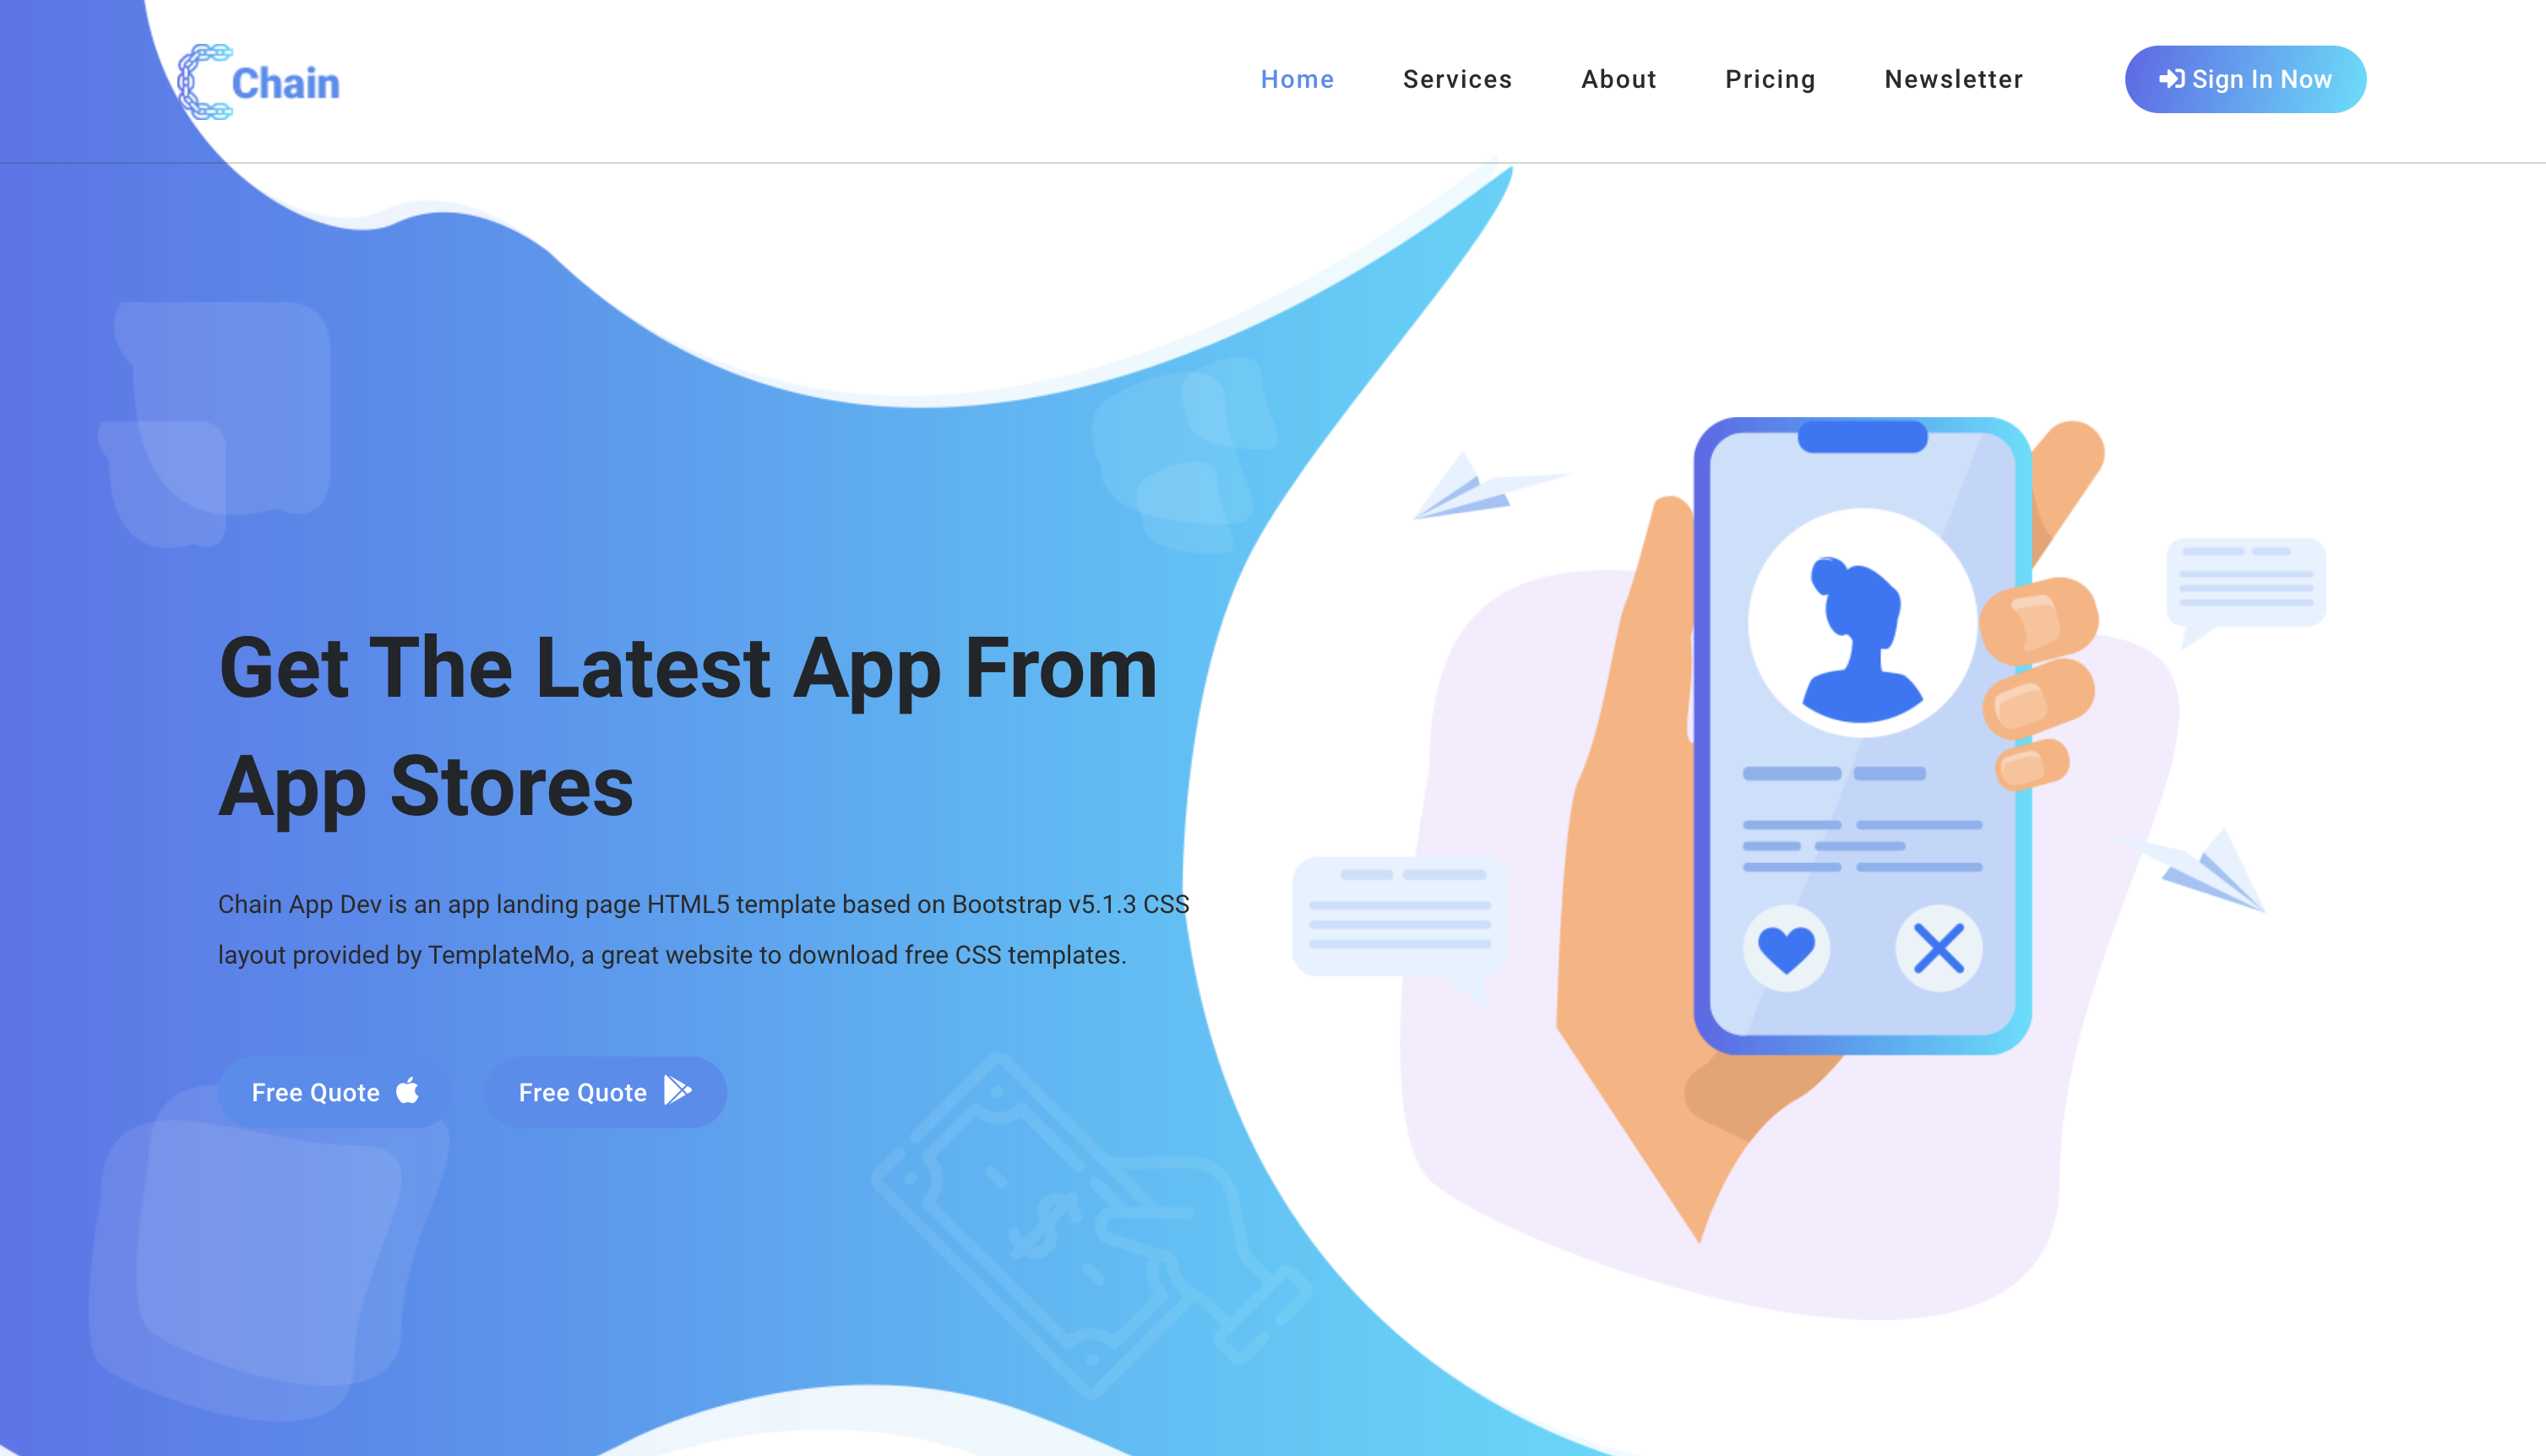 Chain
Home
Services
About
Pricing
Newsletter
Sign In Now
Get The Latest App From
App Stores
Chain App Dev is an app landing page HTML5 template based on Bootstrap v5.1.3 CSS
layout provided by TemplateMo, a great website to download free CSS templates.
Free Quote
Free Quote